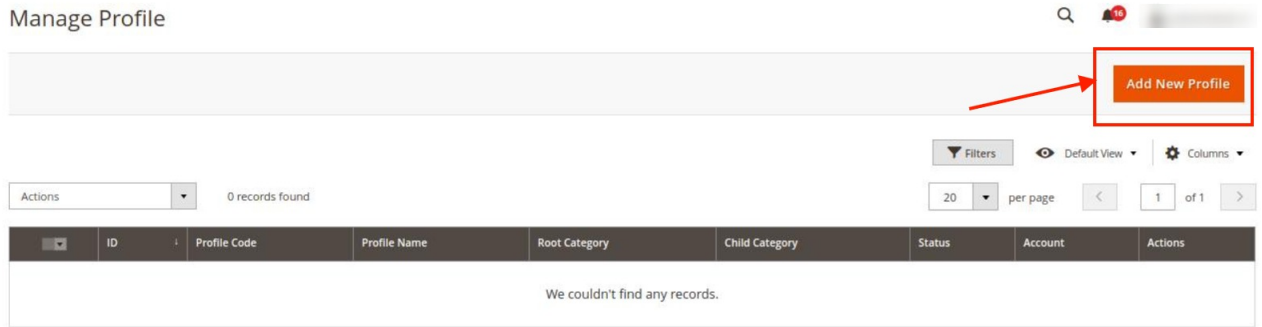 Manage Profile
16
Add New Profile
Filters
Default View
Columns
Actions
0 records found
20
per page
1
of 1
ID
Profile Code
Profile Name
Root Category
Child Category
Status
Account
Actions
We couldn't find any records.